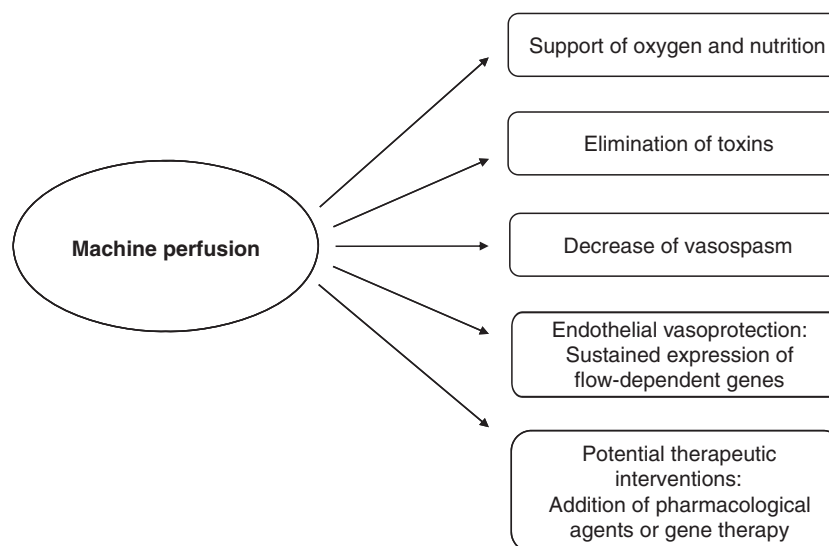 Support of oxygen and nutrition
Elimination of toxins
Machine perfusion
Decrease of vasospasm
Endothelial vasoprotection:
Sustained expression of
flow-dependent genes
Potential therapeutic
interventions:
Addition of pharmacological
agents or gene therapy